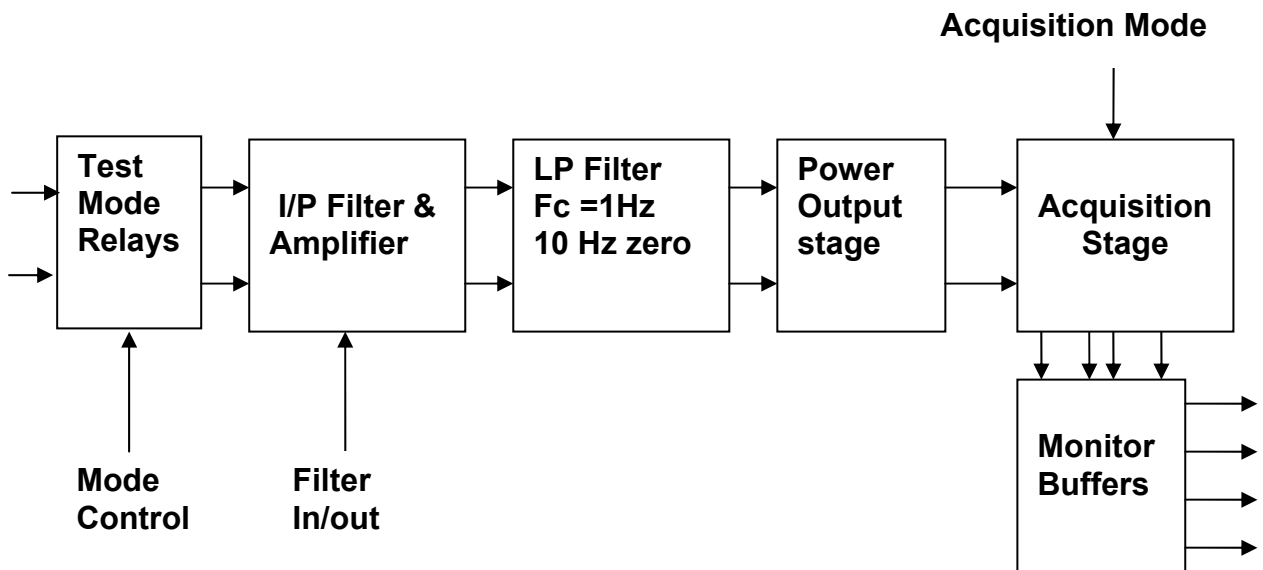 Acquisition Mode
Test
Mode
Relays
I/P Filter &
Amplifier
LP Filter
Fc =1Hz
10 Hz zero
Power
Output
stage
Acquisition
Stage
Monitor
Buffers
Mode
Control
Filter
In/out